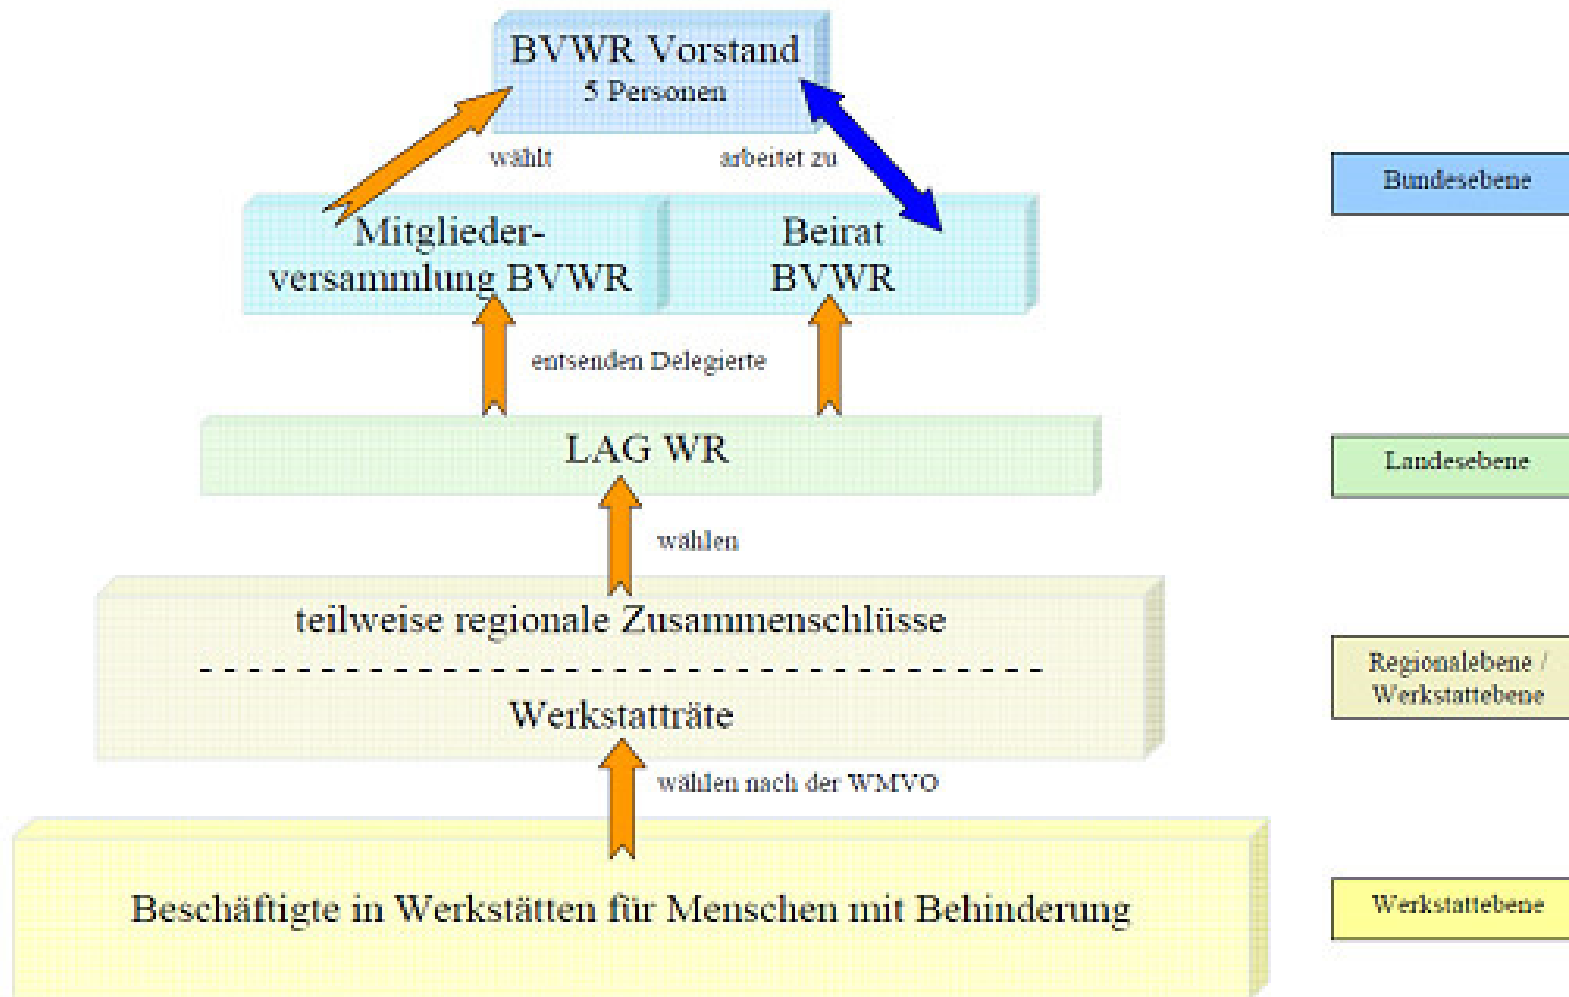 BVWR Vorstand
5 Personen
wählt
arbeitet zu
Mitglieder-
versammlung BVWR
Beirat
BVWR
Bundesebene
entsenden Delegierte
LAG WR
Landesebene
wählen
teilweise regionale Zusammenschlüsse
Werkstatträte
Regionalebene /
Werkstattebene
wählen nach der WMVO
Beschäftigte in Werkstätten für Menschen mit Behinderung
Werkstattebene